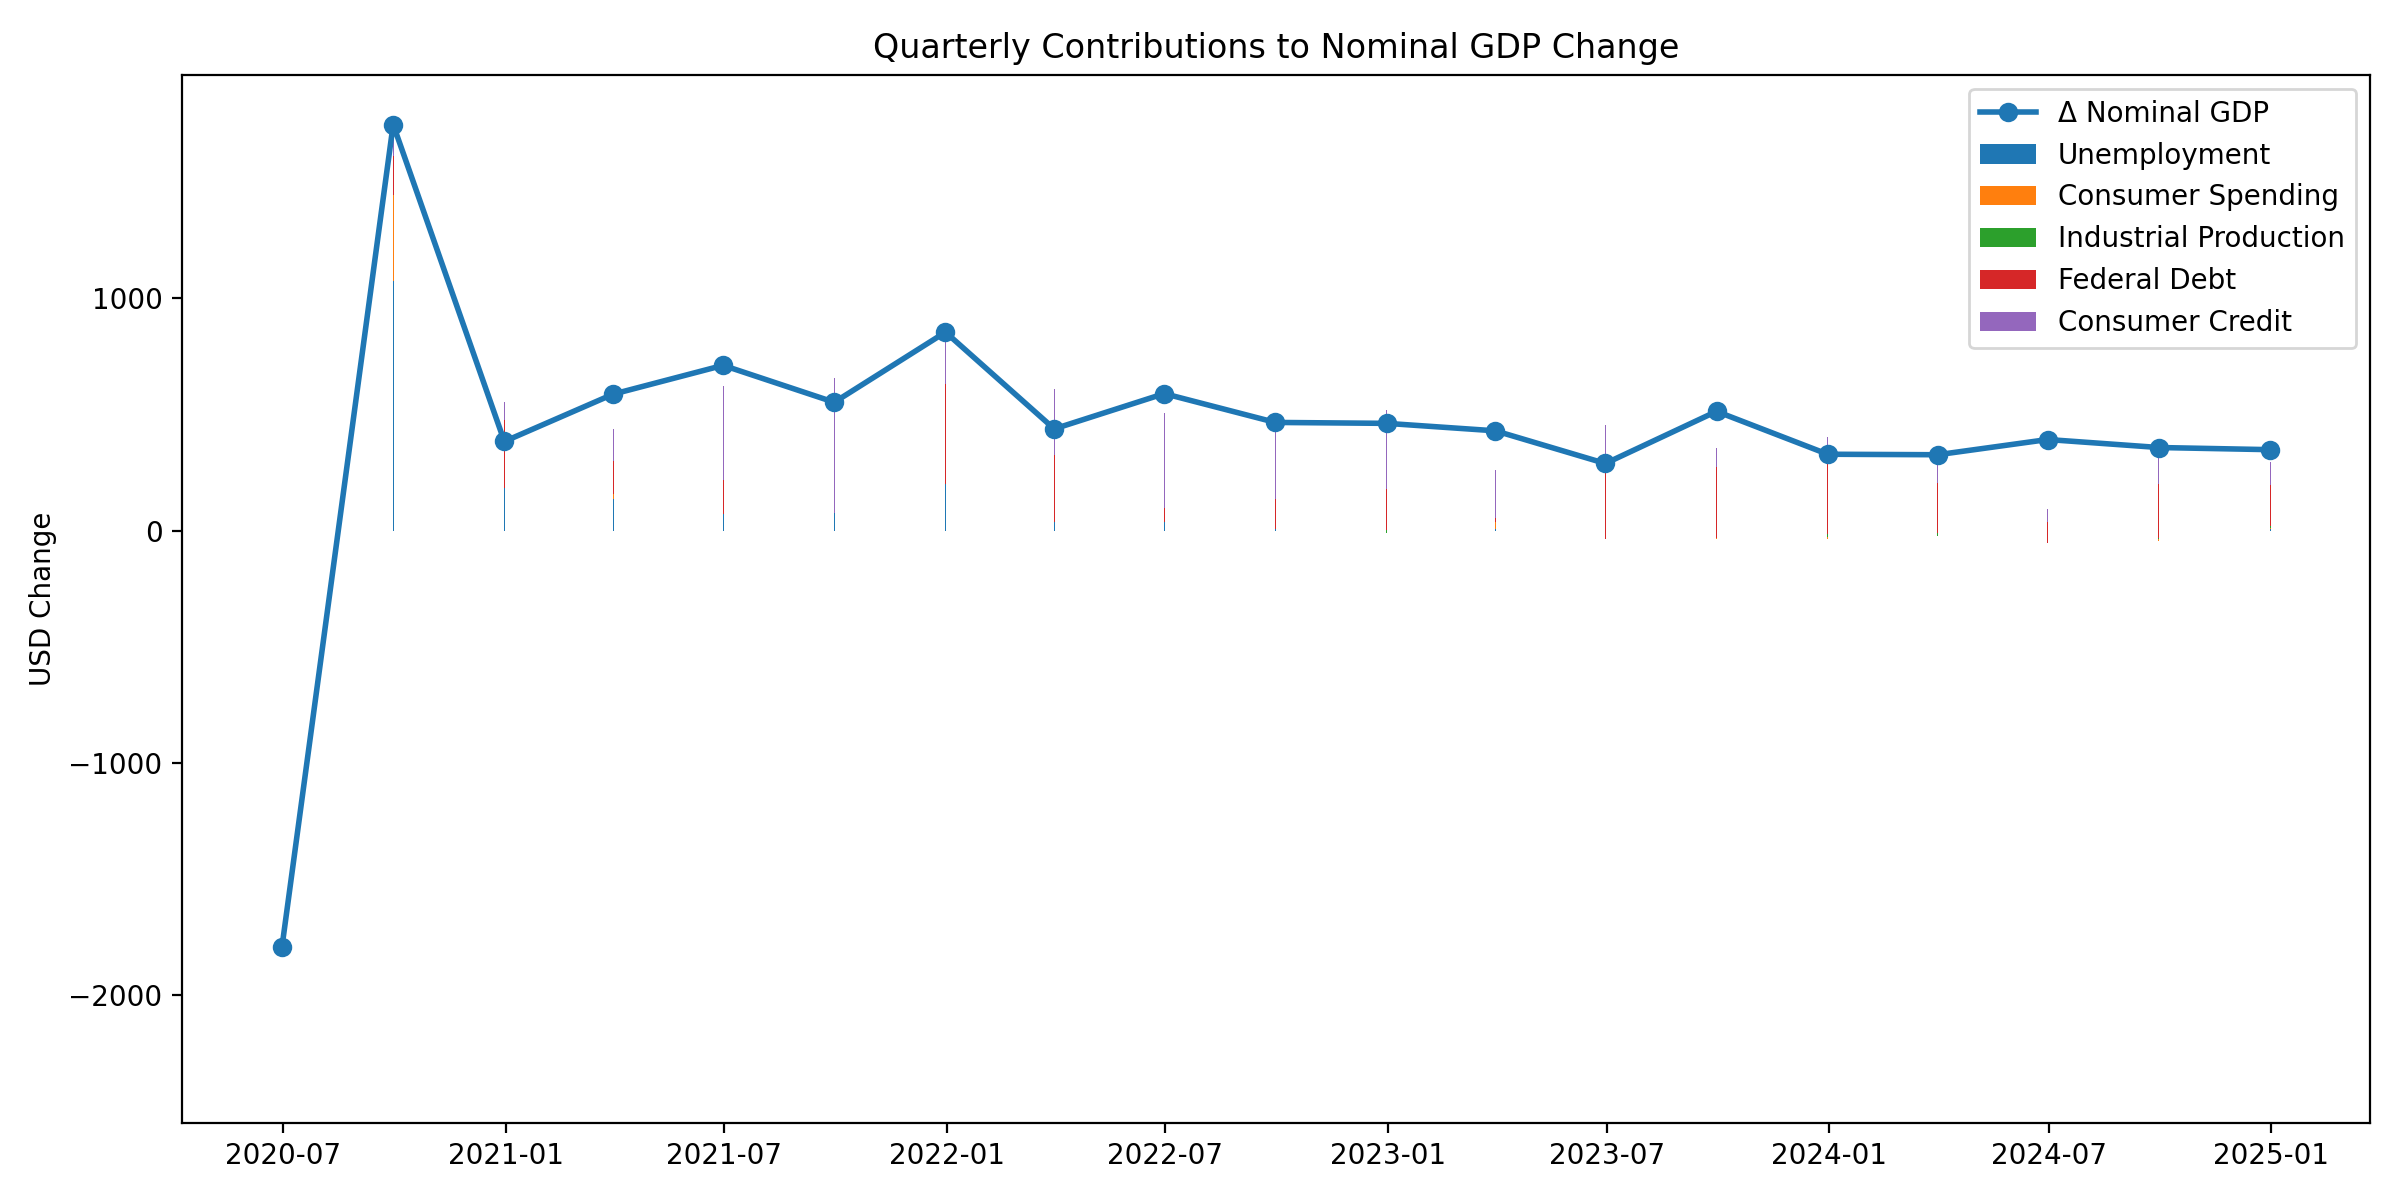 Quarterly Contributions to Nominal GDP Change
Δ Nominal GDP
Unemployment
Consumer Spending
Industrial Production
Federal Debt
Consumer Credit
USD Change
1000
0
−1000
−2000
2020-07
2021-01
2021-07
2022-01
2022-07
2023-01
2023-07
2024-01
2024-07
2025-01